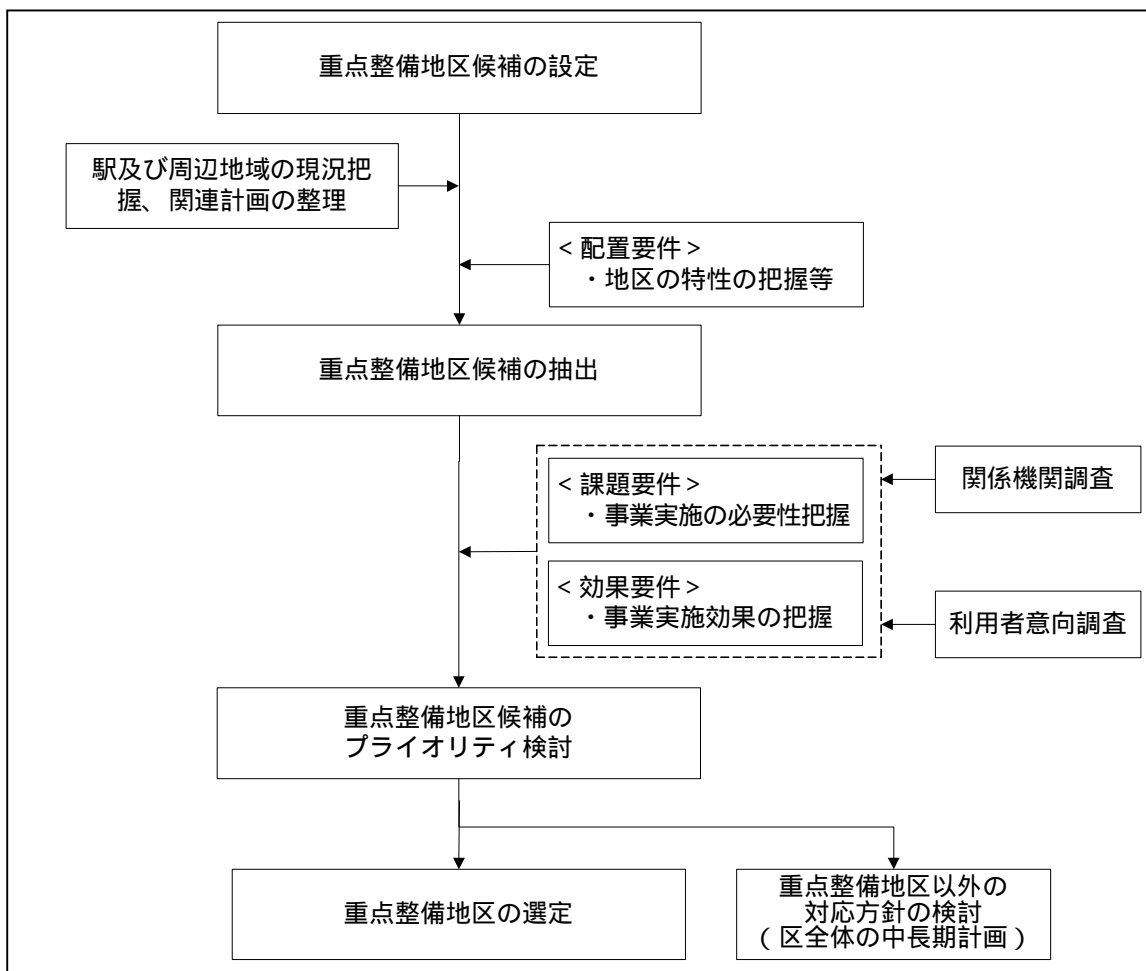 重点整備地区候補の設定
駅及び周辺地域の現況把
握、関連計画の整理
＜配置要件＞
・地区の特性の把握等
重点整備地区候補の抽出
＜課題要件＞
・事業実施の必要性把握
関係機関調査
＜効果要件＞
・事業実施効果の把握
利用者意向調査
重点整備地区候補の
プライオリティ検討
重点整備地区の選定
重点整備地区以外の
対応方針の検討
（区全体の中長期計画）